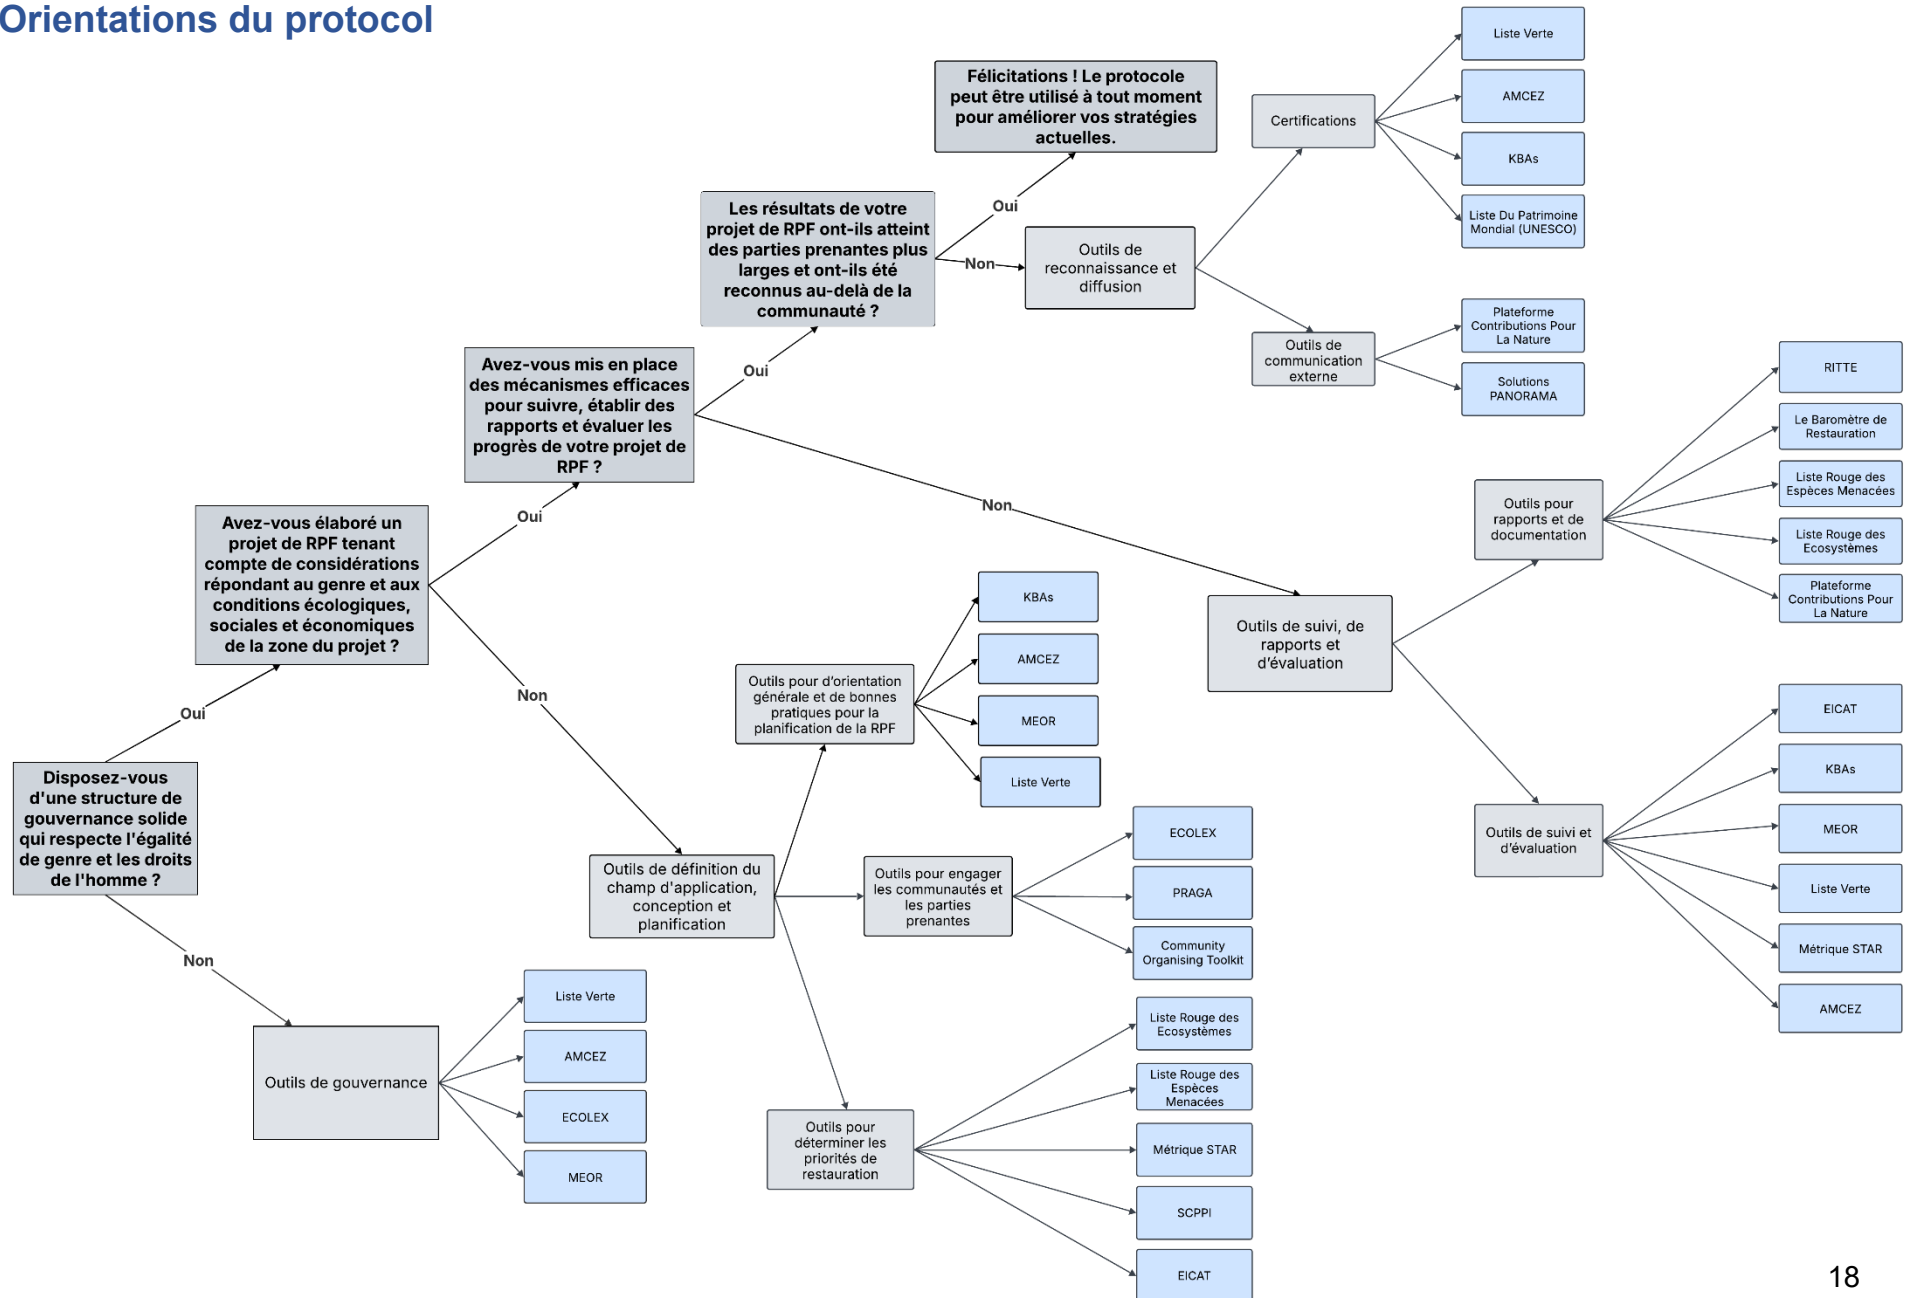 Orientations du protocol
Félicitations ! Le protocole
peut être utilisé à tout moment
pour améliorer vos stratégies
actuelles.
Certifications
Liste Verte
AMCEZ
KBAs
Liste Du Patrimoine
Mondial (UNESCO)
Les résultats de votre
projet de RPF ont-ils atteint
des parties prenantes plus
larges et ont-ils été
reconnus au-delà de la
communauté ?
Oui
Non
Outils de
reconnaissance et
diffusion
Outils de
communication
externe
Plateforme
Contributions Pour
La Nature
Solutions
PANORAMA
Avez-vous mis en place
des mécanismes efficaces
pour suivre, établir des
rapports et évaluer les
progrès de votre projet de
RPF ?
Oui
Non
Outils de suivi, de
rapports et
d'évaluation
Outils pour
rapports et de
documentation
RITTE
Le Baromètre de
Restauration
Liste Rouge des
Espèces Menacées
Liste Rouge des
Ecosystèmes
Plateforme
Contributions Pour
La Nature
Outils de suivi et
d'évaluation
EICAT
KBAs
MEOR
Liste Verte
Métrique STAR
AMCEZ
Avez-vous élaboré un
projet de RPF tenant
compte de considérations
répondant au genre et aux
conditions écologiques,
sociales et économiques
de la zone du projet ?
Oui
Non
Outils de définition du
champ d'application,
conception et
planification
Outils pour d'orientation
générale et de bonnes
pratiques pour la
planification de la RPF
KBAs
AMCEZ
MEOR
Liste Verte
Outils pour engager
les communautés et
les parties
prenantes
ECOLEX
PRAGA
Community
Organising Toolkit
Outils pour
déterminer les
priorités de
restauration
Liste Rouge des
Ecosystèmes
Liste Rouge des
Espèces
Menacées
Métrique STAR
SCPPI
EICAT
Disposez-vous
d'une structure de
gouvernance solide
qui respecte l'égalité
de genre et les droits
de l'homme ?
Oui
Non
Outils de gouvernance
Liste Verte
AMCEZ
ECOLEX
MEOR
18